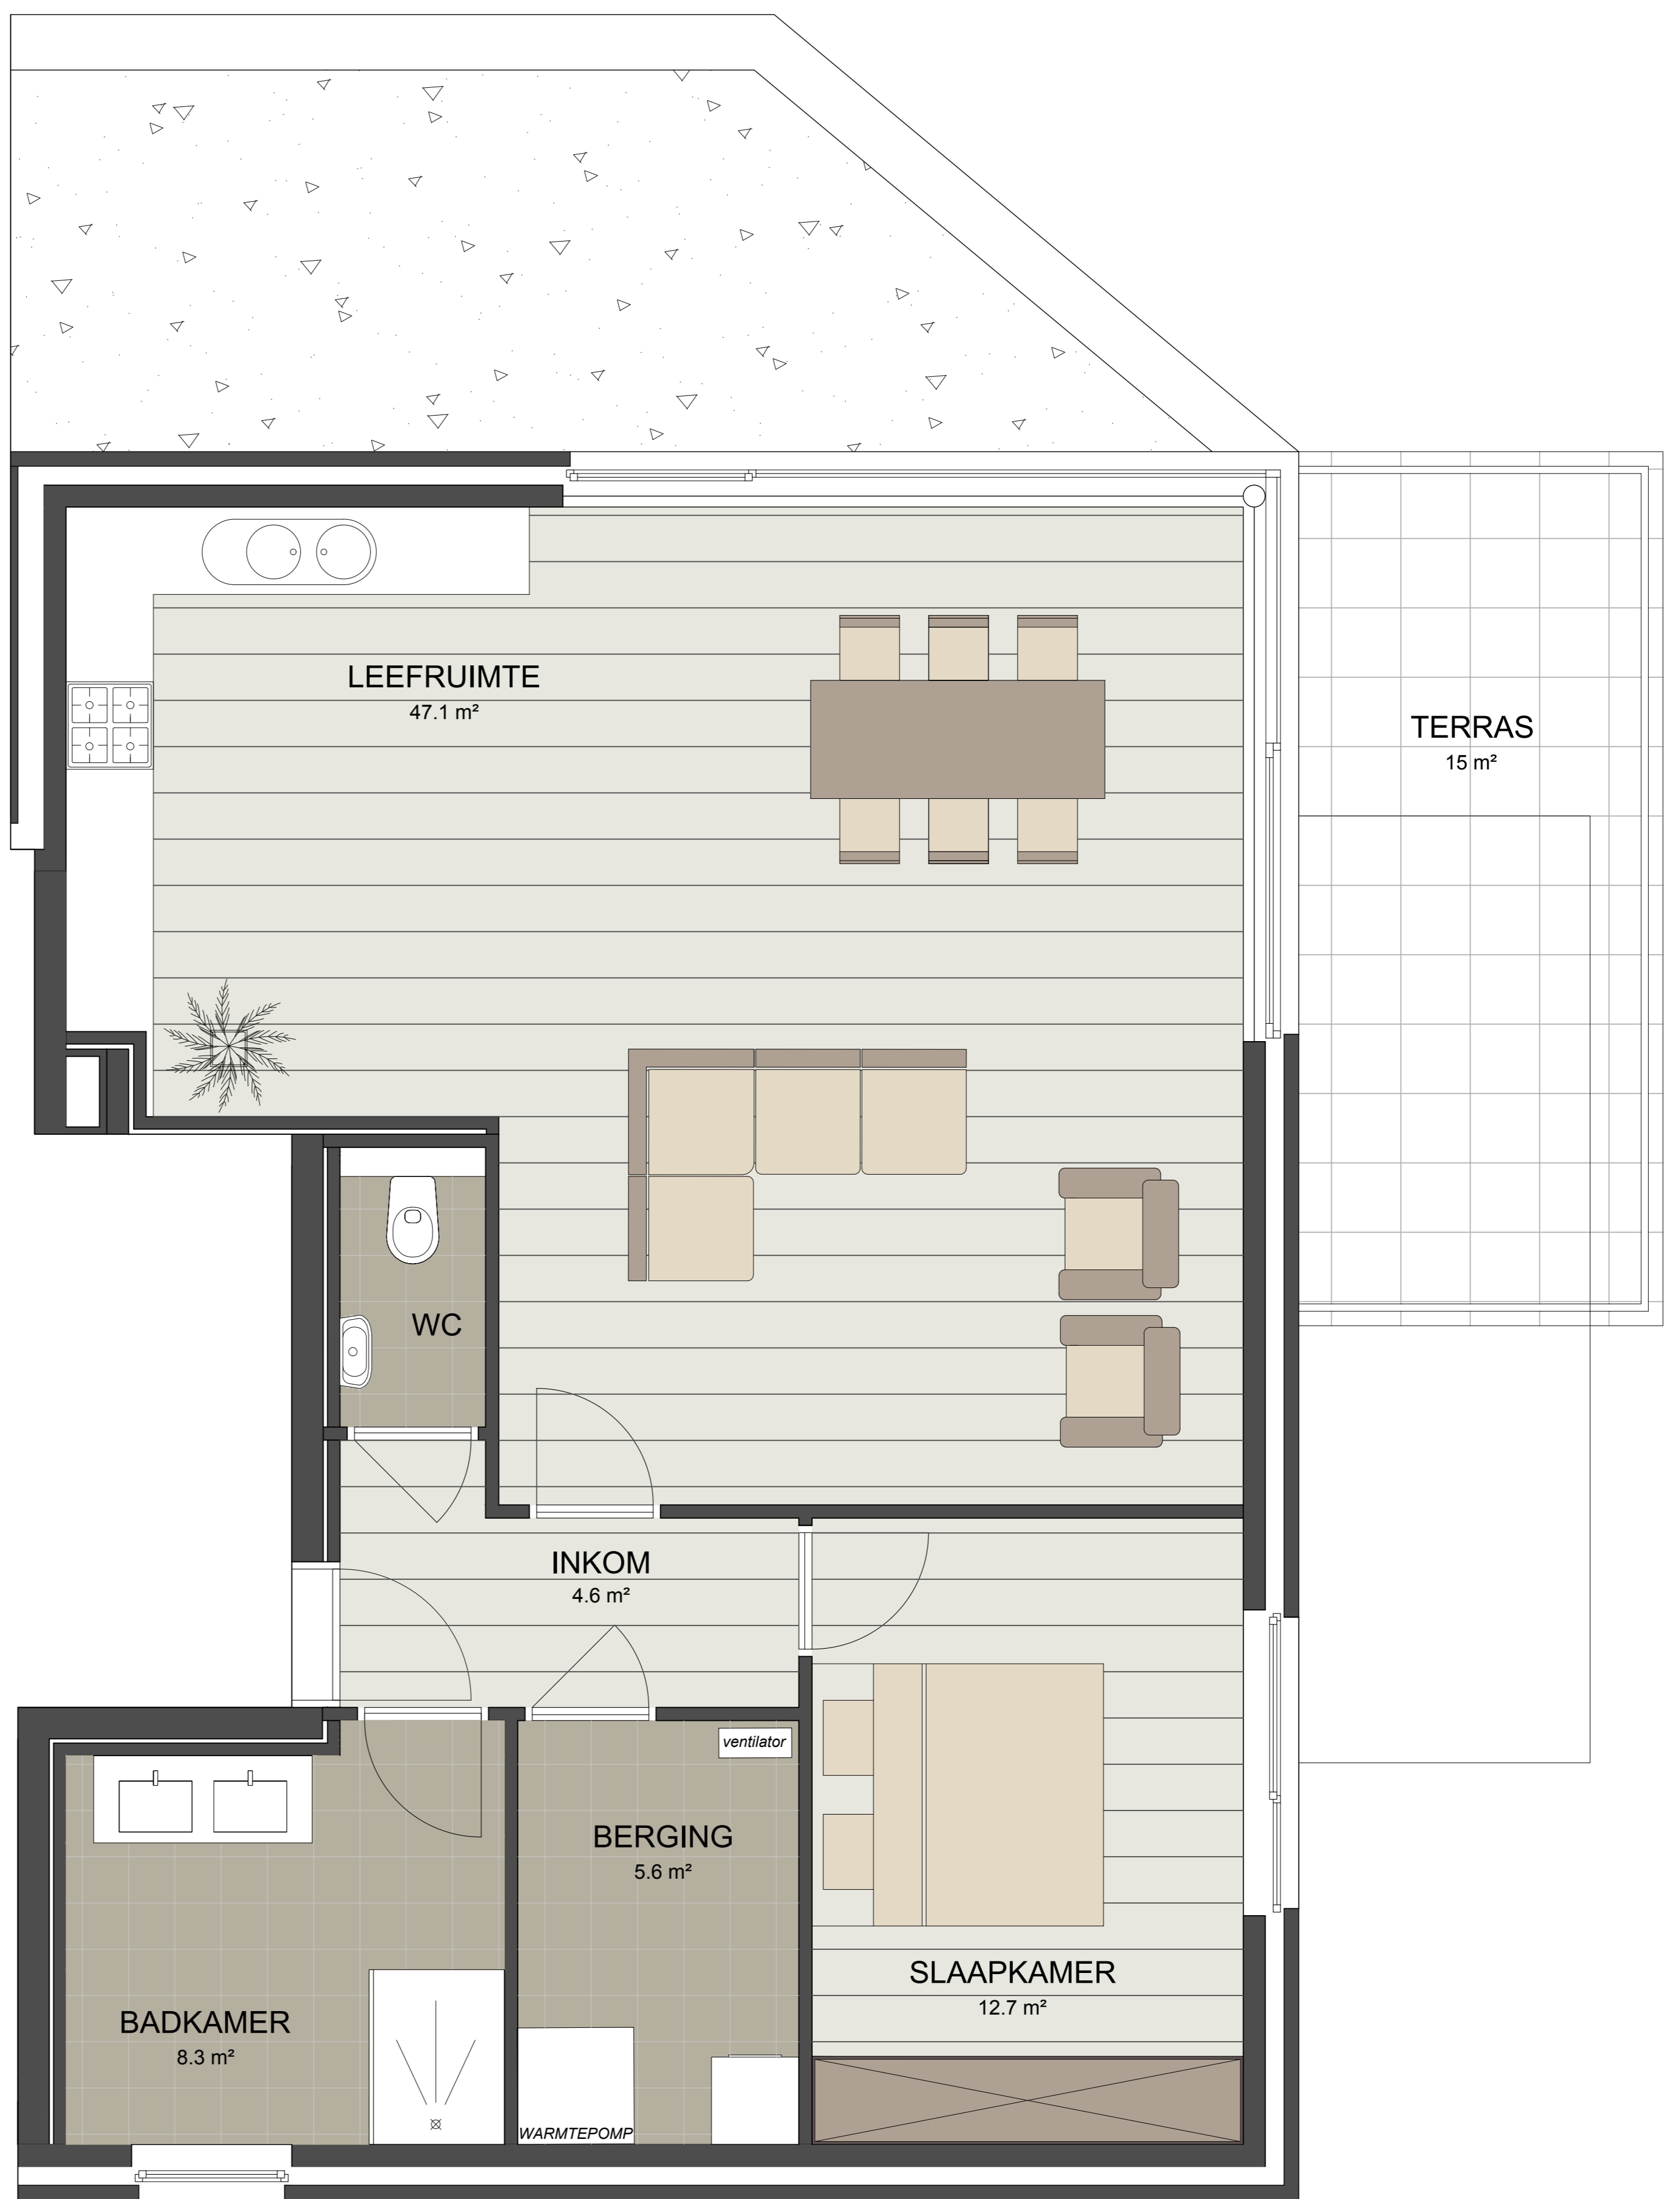 LEEFRUIMTE
47.1 m²
TERRAS
15 m²
WC
INKOM
4.6 m²
ventilator
BERGING
5.6 m²
SLAAPKAMER
12.7 m²
BADKAMER
8.3 m²
WARMTEPOMP